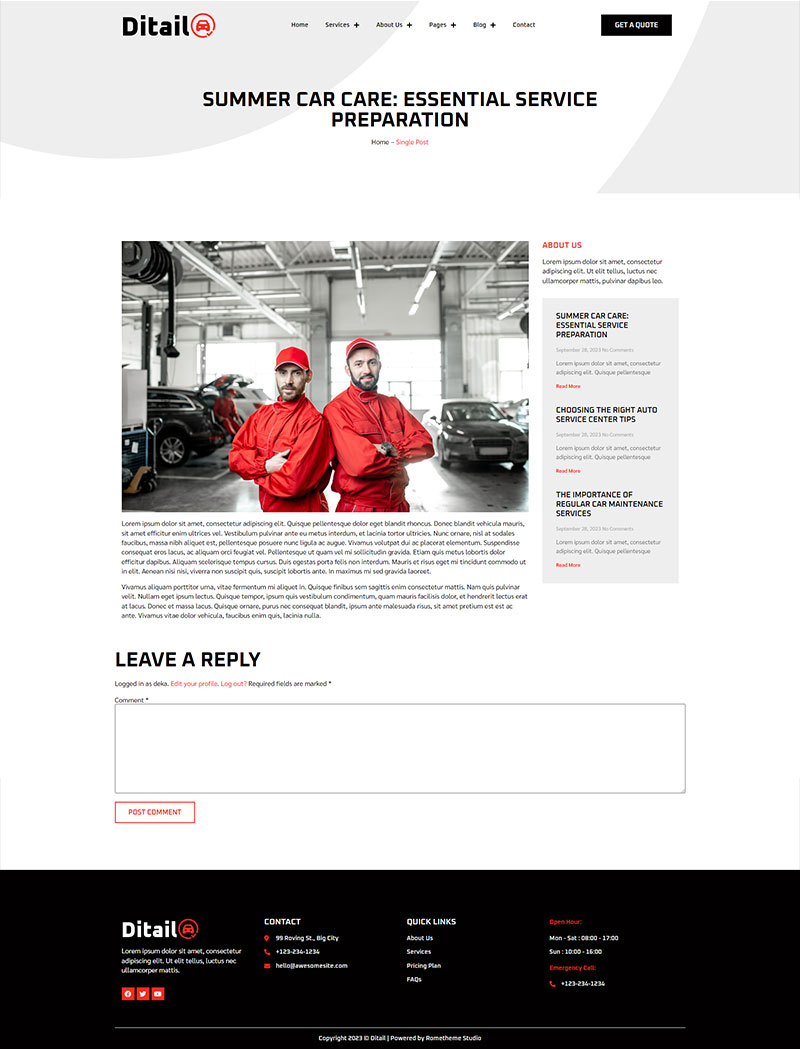 Ditail
Home
Services +
About Us +
Pages +
Blog +
Contact
GET A QUOTE
SUMMER CAR CARE: ESSENTIAL SERVICE
PREPARATION
Home – Single Post
Lorem ipsum dolor sit amet, consectetur adipiscing elit. Quisque pellentesque dolor eget blandit rhoncus. Donec blandit vehicula mauris,
sit amet efficitur enim ultrices vel. Vestibulum pulvinar ante eu metus interdum, et lacinia tortor ultricies. Nunc ornare, nisl at sodales
faucibus, massa nibh aliquet est, pellentesque posuere nunc ligula ac augue. Vivamus volutpat dui ac placerat elementum. Suspendisse
consequat eros lacus, ac aliquam orci feugiat vel. Pellentesque ut quam vel mi sollicitudin gravida. Etiam quis metus lobortis dolor
efficitur dapibus. Aliquam scelerisque tempus cursus. Duis egestas porta felis non interdum. Mauris et risus eget mi tincidunt commodo ut
in elit. Aenean nisi nisi, viverra non suscipit quis, suscipit lobortis ante. In maximus mi sed gravida laoreet.
Vivamus aliquam porttitor urna, vitae fermentum mi aliquet in. Quisque finibus sem sagittis enim consectetur mattis. Nam quis pulvinar
velit. Nullam eget ipsum lectus. Quisque tempor, ipsum quis vestibulum condimentum, quam mauris facilisis dolor, et hendrerit lectus erat
at lacus. Donec et massa lacus. Quisque ornare, purus nec consequat blandit, ipsum ante malesuada risus, sit amet pretium est est ac
ante. Vivamus vitae dolor vehicula, faucibus enim quis, lacinia nulla.
ABOUT US
Lorem ipsum dolor sit amet, consectetur
adipiscing elit. Ut elit tellus, luctus nec
ullamcorper mattis, pulvinar dapibus leo.
SUMMER CAR CARE:
ESSENTIAL SERVICE
PREPARATION
September 28, 2023 No Comments
Lorem ipsum dolor sit amet, consectetur
adipiscing elit. Quisque pellentesque
Read More
CHOOSING THE RIGHT AUTO
SERVICE CENTER TIPS
September 28, 2023 No Comments
Lorem ipsum dolor sit amet, consectetur
adipiscing elit. Quisque pellentesque
Read More
THE IMPORTANCE OF
REGULAR CAR MAINTENANCE
SERVICES
September 28, 2023 No Comments
Lorem ipsum dolor sit amet, consectetur
adipiscing elit. Quisque pellentesque
Read More
LEAVE A REPLY
Logged in as deka. Edit your profile. Log out? Required fields are marked *
Comment *
POST COMMENT
Ditail
Lorem ipsum dolor sit amet, consectetur
adipiscing elit. Ut elit tellus, luctus nec
ullamcorper mattis.
CONTACT
99 Roving St., Big City
+123-234-1234
hello@awesomesite.com
QUICK LINKS
About Us
Services
Pricing Plan
FAQs
Open Hour:
Mon - Sat : 08:00 - 17:00
Sun : 10:00 - 16:00
Emergency Call:
+123-234-1234
Copyright 2023 © Ditail | Powered by Rometheme Studio